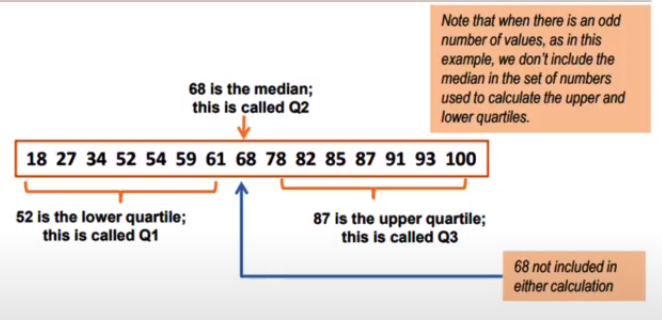 Note that when there is an odd
number of values, as in this
example, we don't include the
median in the set of numbers
used to calculate the upper and
lower quartiles.
68 is the median;
this is called Q2
18 27 34 52 54 59 61 68 78 82 85 87 91 93 100
52 is the lower quartile;
this is called Q1
87 is the upper quartile;
this is called Q3
68 not included in
either calculation